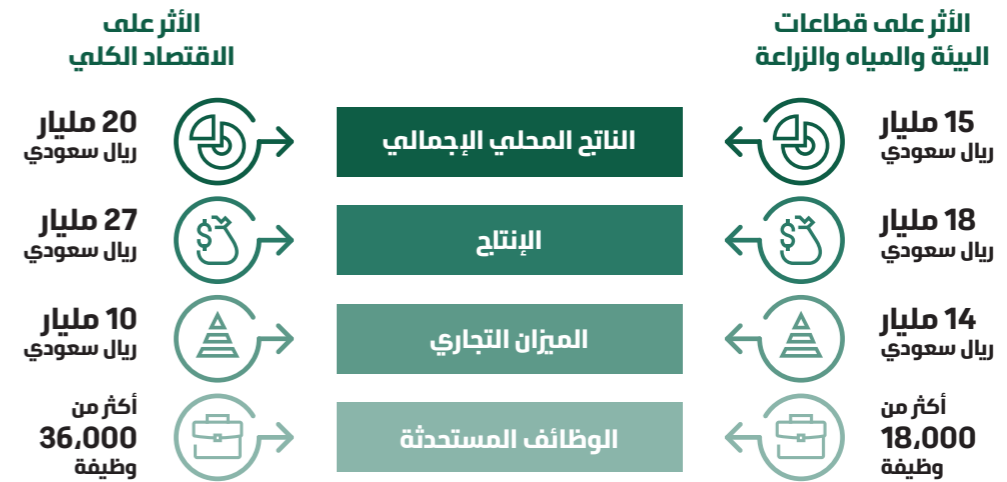 الأثر على قطاعات
البيئة والمياه والزراعة
الأثر على
الاقتصاد الكلي
15 مليار
ريال سعودي
الناتج المحلي الإجمالي
20 مليار
ريال سعودي
18 مليار
ريال سعودي
الإنتاج
27 مليار
ريال سعودي
14 مليار
ريال سعودي
الميزان التجاري
10 مليار
ريال سعودي
أكثر من
18،000
وظيفة
الوظائف المستحدثة
أكثر من
36،000
وظيفة